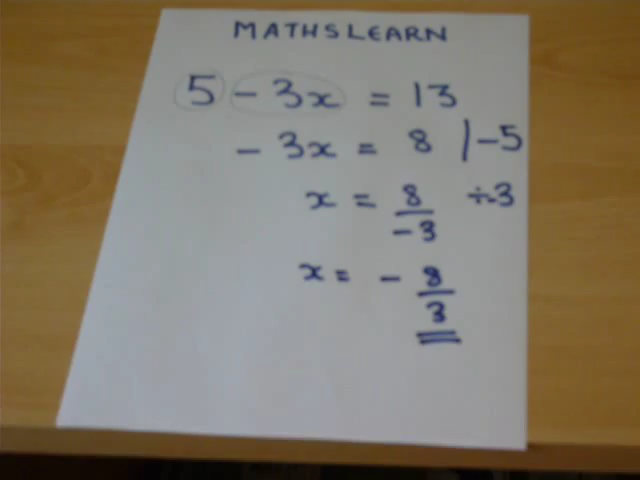 MATHSLEARN
5 - 3x = 13
- 3x = 8 | -5
x = 8/-3 ÷-3
x = - 8/3